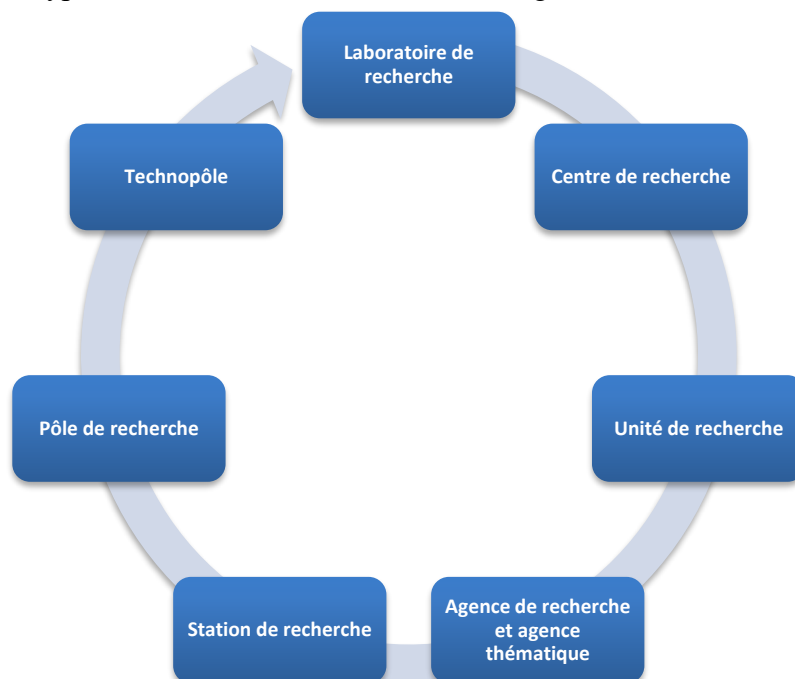 Laboratoire de
recherche
Centre de recherche
Unité de recherche
Agence de recherche
et agence
thématique
Station de recherche
Pôle de recherche
Technopôle